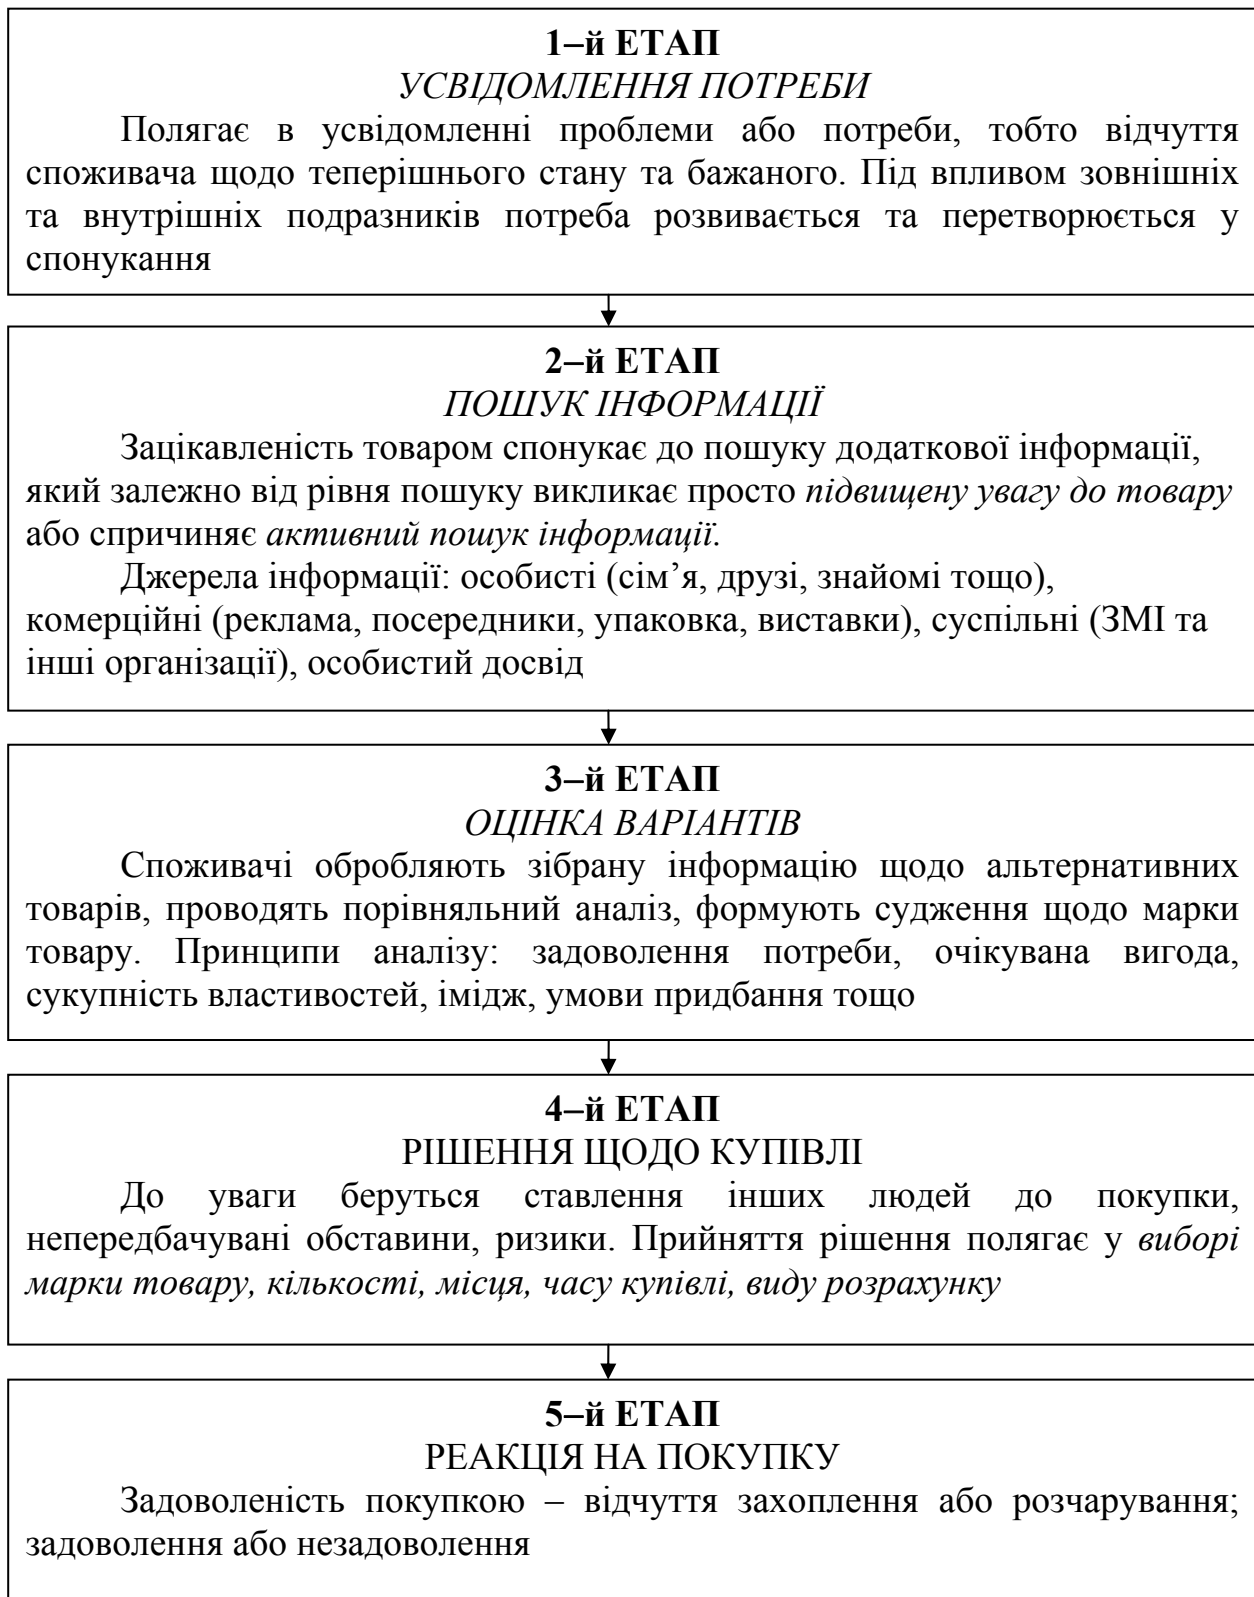 1–й ЕТАП
УСВІДОМЛЕННЯ ПОТРЕБИ
Полягає в усвідомленні проблеми або потреби, тобто відчуття
споживача щодо теперішнього стану та бажаного. Під впливом зовнішніх
та внутрішніх подразників потреба розвивається та перетворюється у
спонукання
2–й ЕТАП
ПОШУК ІНФОРМАЦІЇ
Зацікавленість товаром спонукає до пошуку додаткової інформації,
який залежно від рівня пошуку викликає просто підвищену увагу до товару
або спричиняє активний пошук інформації.
Джерела інформації: особисті (сім’я, друзі, знайомі тощо),
комерційні (реклама, посередники, упаковка, виставки), суспільні (ЗМІ та
інші організації), особистий досвід
3–й ЕТАП
ОЦІНКА ВАРІАНТІВ
Споживачі обробляють зібрану інформацію щодо альтернативних
товарів, проводять порівняльний аналіз, формують судження щодо марки
товару. Принципи аналізу: задоволення потреби, очікувана вигода,
сукупність властивостей, імідж, умови придбання тощо
4–й ЕТАП
РІШЕННЯ ЩОДО КУПІВЛІ
До уваги беруться ставлення інших людей до покупки,
непередбачувані обставини, ризики. Прийняття рішення полягає у виборі
марки товару, кількості, місця, часу купівлі, виду розрахунку
5–й ЕТАП
РЕАКЦІЯ НА ПОКУПКУ
Задоволеність покупкою – відчуття захоплення або розчарування;
задоволення або незадоволення